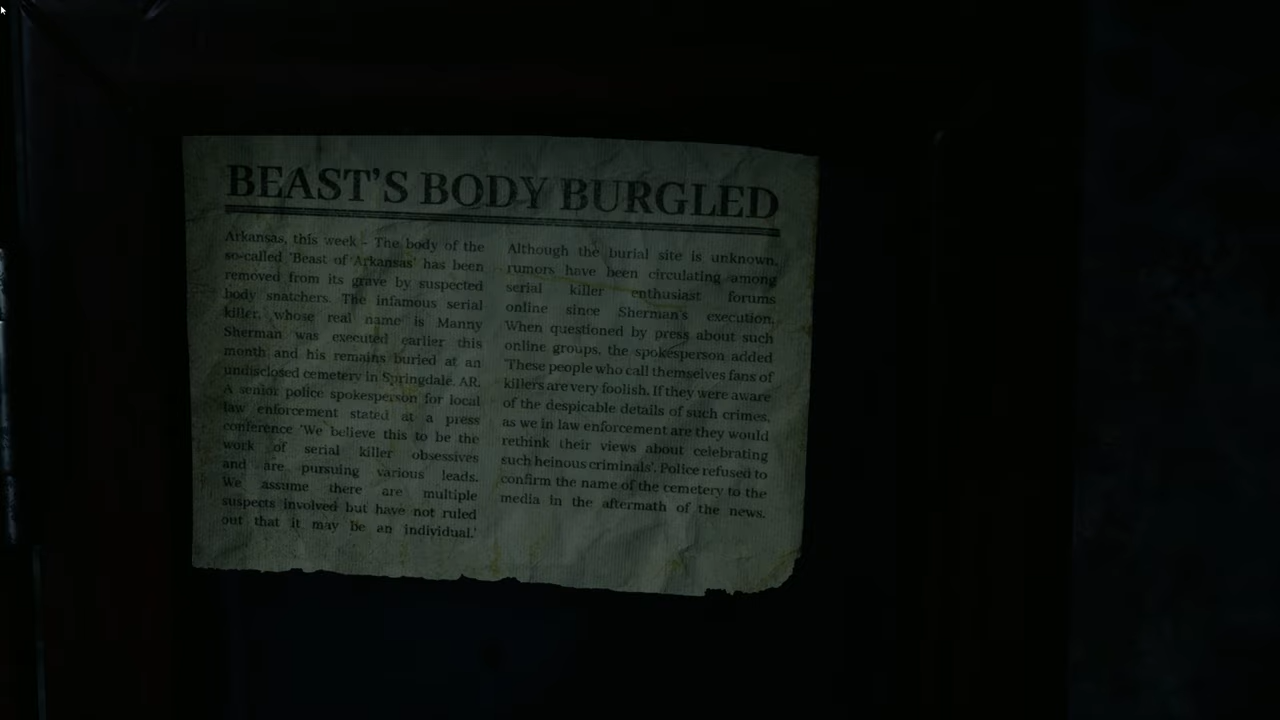 BEAST'S BODY BURGLED
Arkansas, this week - The body of the
so-called 'Beast of Arkansas' has been
removed from its grave by suspected
body snatchers. The infamous serial
killer, whose real name is Manny
Sherman was executed earlier this
month and his remains buried at an
undisclosed cemetery in Springdale, AR.
A senior police spokesperson for local
law enforcement stated at a press
conference 'We believe this to be the
work of serial killer obsessives
and are pursuing various leads.
We assume there are multiple
suspects involved but have not ruled
out that it may be an individual.'
Although the burial site is unknown,
rumors have been circulating among
serial killer enthusiast forums
online since Sherman's execution.
When questioned by press about such
online groups, the spokesperson added
'These people who call themselves fans of
killers are very foolish. If they were aware
of the despicable details of such crimes,
as we in law enforcement are they would
rethink their views about celebrating
such heinous criminals'. Police refused to
confirm the name of the cemetery to the
media in the aftermath of the news.